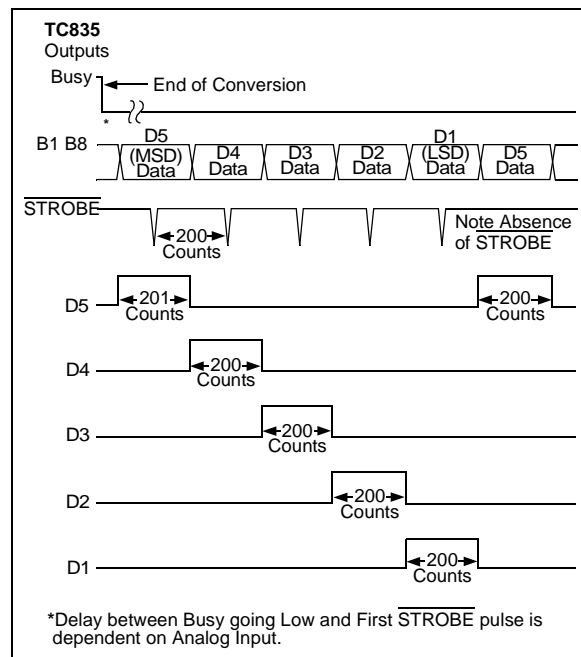 TC835
Outputs
Busy
End of Conversion
*
B1 B8
D5
(MSD)
Data
D4
Data
D3
Data
D2
Data
D1
(LSD)
Data
D5
Data
STROBE
200
Counts
Note Absence
of STROBE
D5
201
Counts
200
Counts
D4
200
Counts
D3
200
Counts
D2
200
Counts
D1
200
Counts
*Delay between Busy going Low and First STROBE pulse is
dependent on Analog Input.